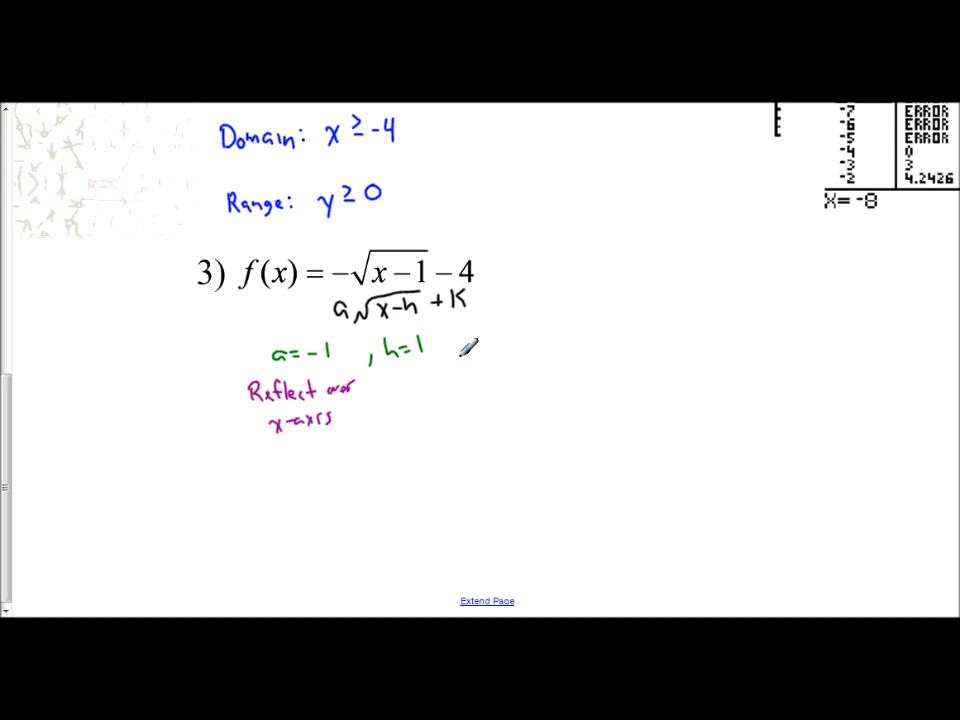 Domain: x ≥ -4
Range: y ≥ 0
-7 ERROR
-6 ERROR
-5 ERROR
-4 0
-3 3
-2 4.2426
X= -8
3) f(x) = −√(x − 1) − 4
a√(x-h) + K
a= -1 , h=1
Reflect over
x-axis
Extend Page